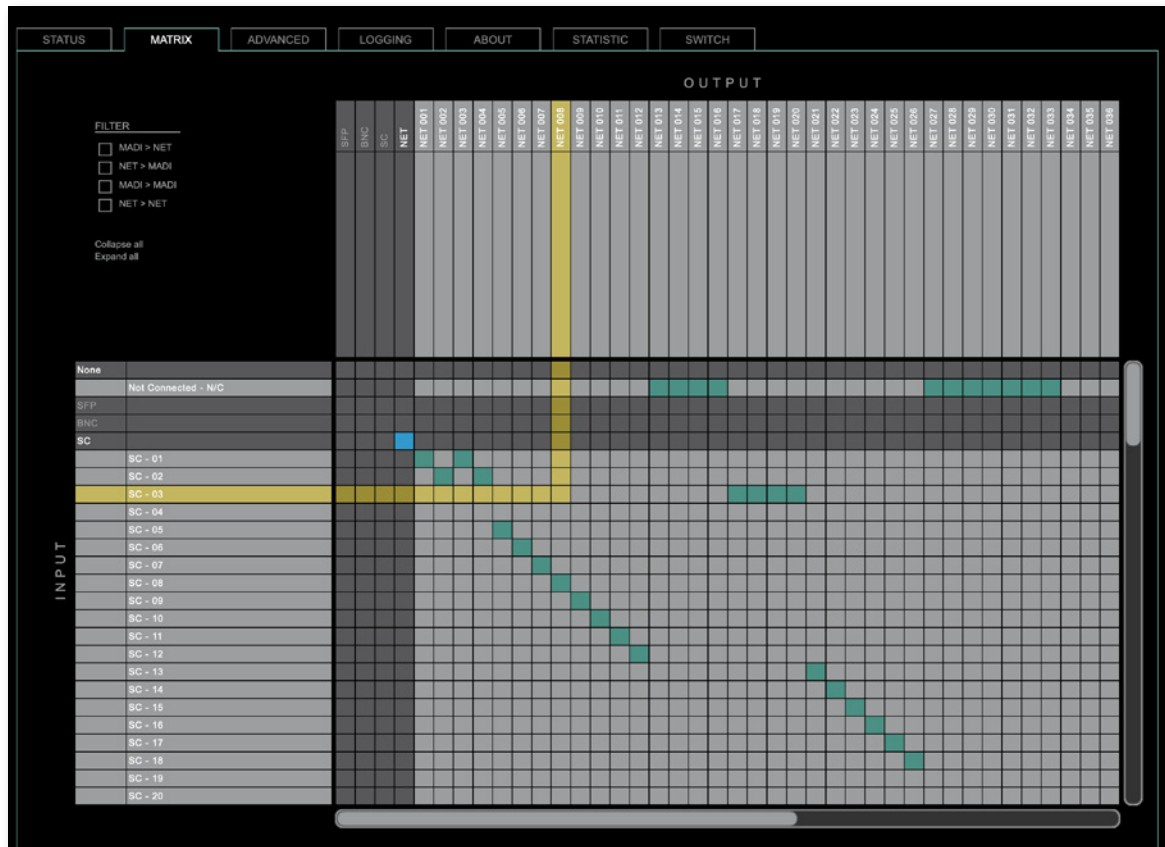 STATUS MATRIX ADVANCED LOGGING ABOUT STATISTIC SWITCH
OUTPUT
FILTER
MADI > NET
NET > MADI
MADI > MADI
NET > NET
Collapse all
Expand all
SFP
BNC
SC
NET
NET 001
NET 002
NET 003
NET 004
NET 005
NET 006
NET 007
NET 008
NET 009
NET 010
NET 011
NET 012
NET 013
NET 014
NET 015
NET 016
NET 017
NET 018
NET 019
NET 020
NET 021
NET 022
NET 023
NET 024
NET 025
NET 026
NET 027
NET 028
NET 029
NET 030
NET 031
NET 032
NET 033
NET 034
NET 035
NET 036
INPUT
None
Not Connected - N/C
SFP
BNC
SC
SC - 01
SC - 02
SC - 03
SC - 04
SC - 05
SC - 06
SC - 07
SC - 08
SC - 09
SC - 10
SC - 11
SC - 12
SC - 13
SC - 14
SC - 15
SC - 16
SC - 17
SC - 18
SC - 19
SC - 20